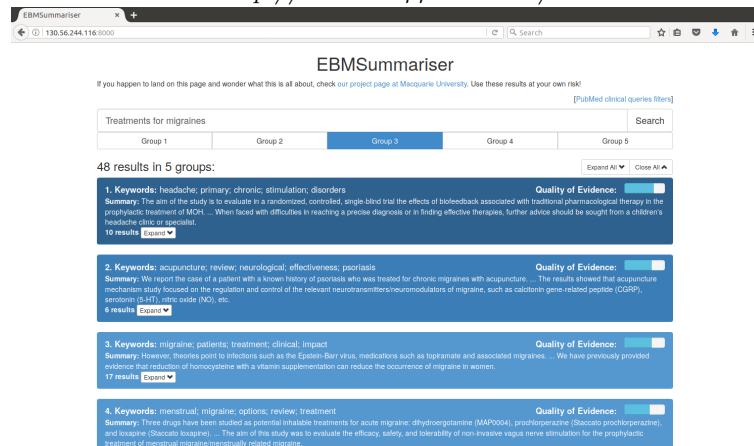 EBMSummariser
130.56.244.116:8000
Search
EBMSummariser
If you happen to land on this page and wonder what this is all about, check our project page at Macquarie University. Use these results at your own risk!
[PubMed clinical queries filters]
Treatments for migraines Search
Group 1 Group 2 Group 3 Group 4 Group 5
48 results in 5 groups: Expand All Close All
1. Keywords: headache; primary; chronic; stimulation; disorders Quality of Evidence:
Summary: The aim of the study is to evaluate in a randomized, controlled, single-blind trial the effects of biofeedback associated with traditional pharmacological therapy in the
prophylactic treatment of MOH. ... When faced with difficulties in reaching a precise diagnosis or in finding effective therapies, further advice should be sought from a children's
headache clinic or specialist.
10 results Expand
2. Keywords: acupuncture; review; neurological; effectiveness; psoriasis Quality of Evidence:
Summary: We report the case of a patient with a known history of psoriasis who was treated for chronic migraines with acupuncture. ... The results showed that acupuncture
mechanism study focused on the regulation and control of the relevant neurotransmitters/neuromodulators of migraine, such as calcitonin gene-related peptide (CGRP),
serotonin (5-HT), nitric oxide (NO), etc.
6 results Expand
3. Keywords: migraine; patients; treatment; clinical; impact Quality of Evidence:
Summary: However, theories point to infections such as the Epstein-Barr virus, medications such as topiramate and associated migraines. ... We have previously provided
evidence that reduction of homocysteine with a vitamin supplementation can reduce the occurrence of migraine in women.
17 results Expand
4. Keywords: menstrual; migraine; options; review; treatment Quality of Evidence:
Summary: Three drugs have been studied as potential inhalable treatments for acute migraine: dihydroergotamine (MAP0004), prochlorperazine (Staccato prochlorperazine),
and loxapine (Staccato loxapine). ... The aim of this study was to evaluate the efficacy, safety, and tolerability of non-invasive vagus nerve stimulation for the prophylactic
treatment of menstrual migraine/menstrually related migraine.